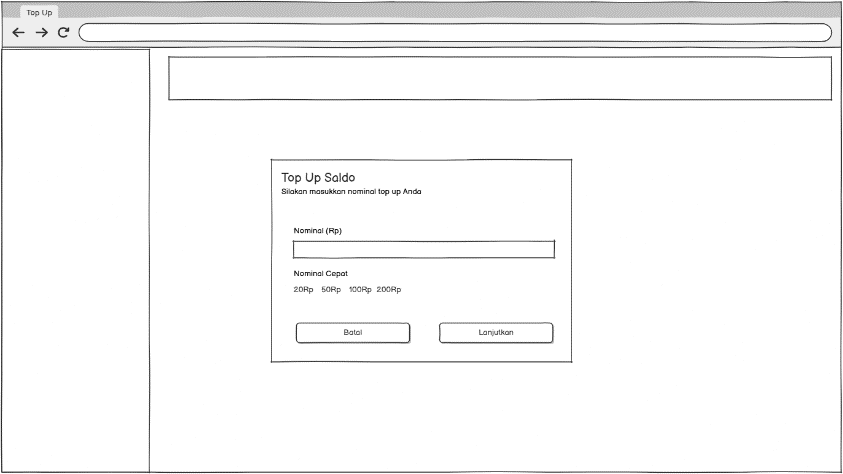 Top Up
Top Up Saldo
Silakan masukkan nominal top up Anda
Nominal (Rp)
Nominal Cepat
20Rp 50Rp 100Rp 200Rp
Batal Lanjutkan